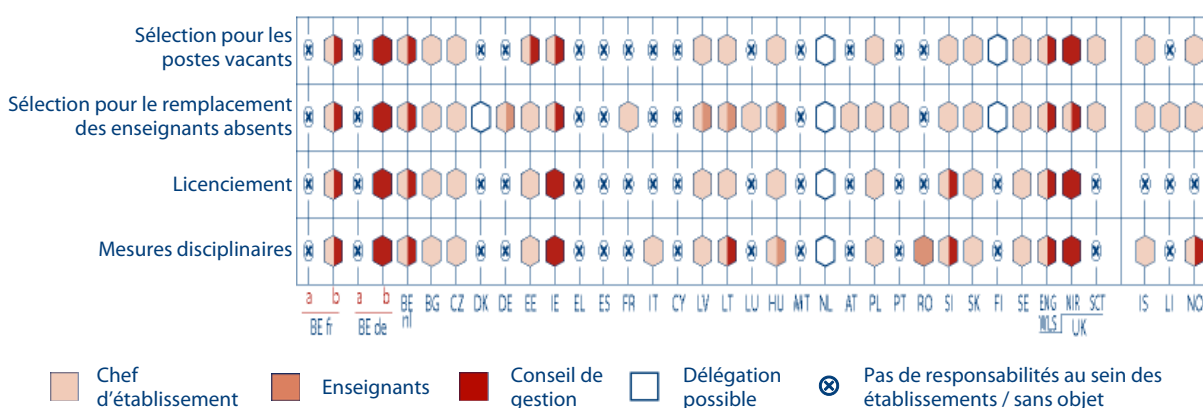 Sélection pour les
postes vacants
Sélection pour le remplacement
des enseignants absents
Licenciement
Mesures disciplinaires
a b a b BE BG CZ DK DE EE IE EL ES FR IT CY LV LT LU HU MT NL AT PL PT RO SI SK FI SE ENG NIR SCT IS LI NO
BE fr BE de nl WLS UK
Chef
d'établissement
Enseignants
Conseil de
gestion
Délégation
possible
Pas de responsabilités au sein des
établissements / sans objet